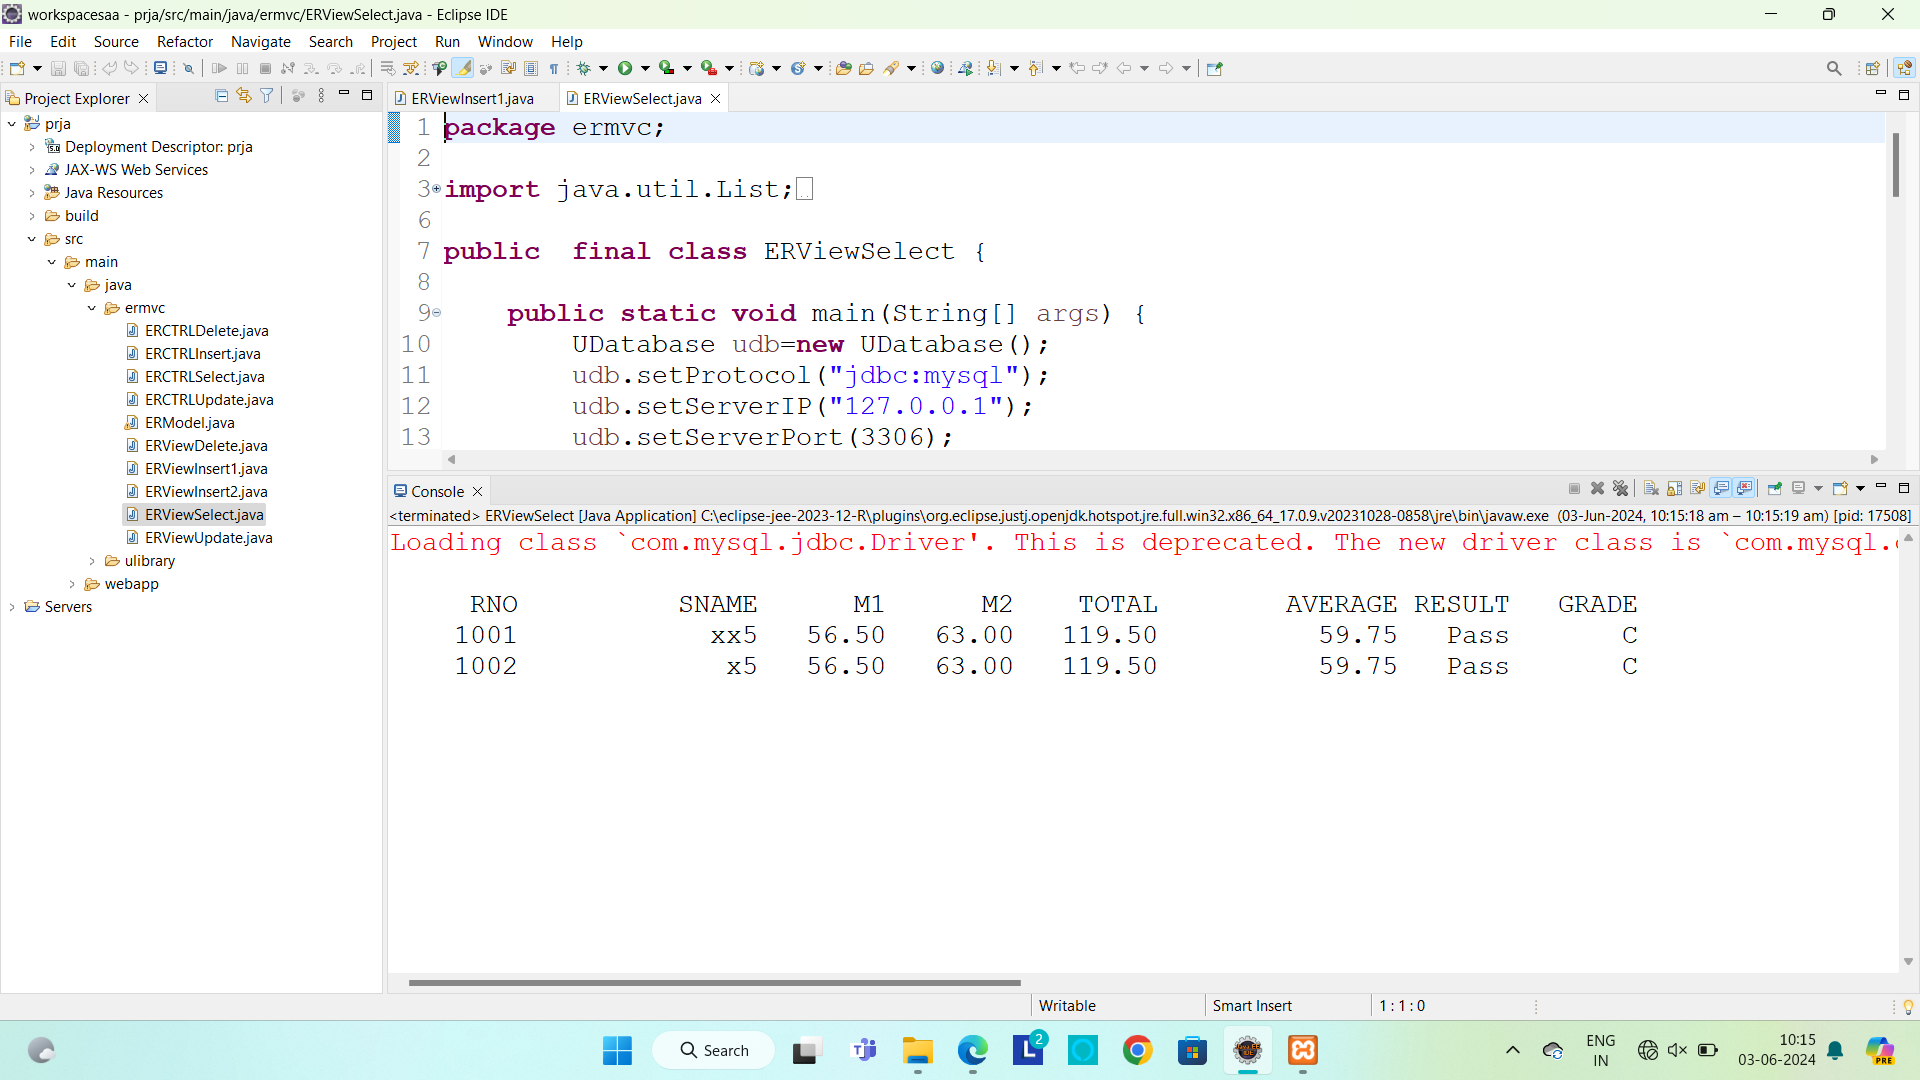 workspacesaa - prja/src/main/java/ermvc/ERViewSelect.java - Eclipse IDE
File Edit Source Refactor Navigate Search Project Run Window Help
Project Explorer
prja
Deployment Descriptor: prja
JAX-WS Web Services
Java Resources
build
src
main
java
ermvc
ERCTRLDelete.java
ERCTRLInsert.java
ERCTRLSelect.java
ERCTRLUpdate.java
ERModel.java
ERViewDelete.java
ERViewInsert1.java
ERViewInsert2.java
ERViewSelect.java
ERViewUpdate.java
ulibrary
webapp
Servers
ERViewInsert1.java ERViewSelect.java
1 package ermvc;
2
3 import java.util.List;
6
7 public  final class ERViewSelect {
8
9     public static void main(String[] args) {
10         UDatabase udb=new UDatabase();
11         udb.setProtocol("jdbc:mysql");
12         udb.setServerIP("127.0.0.1");
13         udb.setServerPort(3306);
Console
<terminated> ERViewSelect [Java Application] C:\eclipse-jee-2023-12-R\plugins\org.eclipse.justj.openjdk.hotspot.jre.full.win32.x86_64_17.0.9.v20231028-0858\jre\bin\javaw.exe (03-Jun-2024, 10:15:18 am – 10:15:19 am) [pid: 17508]
Loading class `com.mysql.jdbc.Driver'. This is deprecated. The new driver class is `com.mysql.
RNO SNAME M1 M2 TOTAL AVERAGE RESULT GRADE
1001 xx5 56.50 63.00 119.50 59.75 Pass C
1002 x5 56.50 63.00 119.50 59.75 Pass C
Writable Smart Insert 1 : 1 : 0
Search
2
ENG
IN
10:15
03-06-2024
PRE